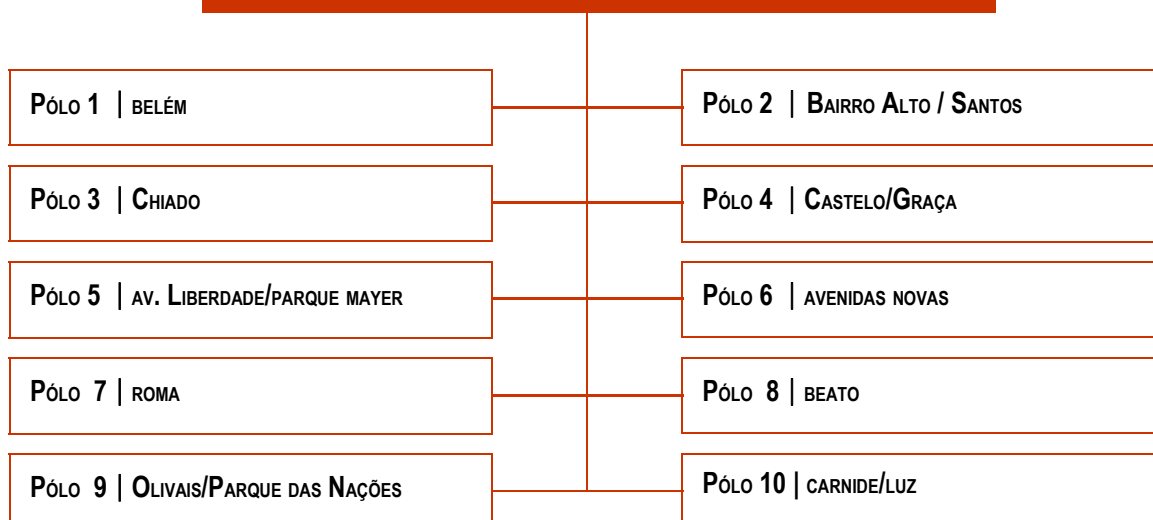 Pólo 1 | belém
Pólo 2 | Bairro Alto / Santos
Pólo 3 | Chiado
Pólo 4 | Castelo/Graça
Pólo 5 | av. Liberdade/parque mayer
Pólo 6 | avenidas novas
Pólo 7 | roma
Pólo 8 | beato
Pólo 9 | Olivais/Parque das Nações
Pólo 10 | carnide/luz